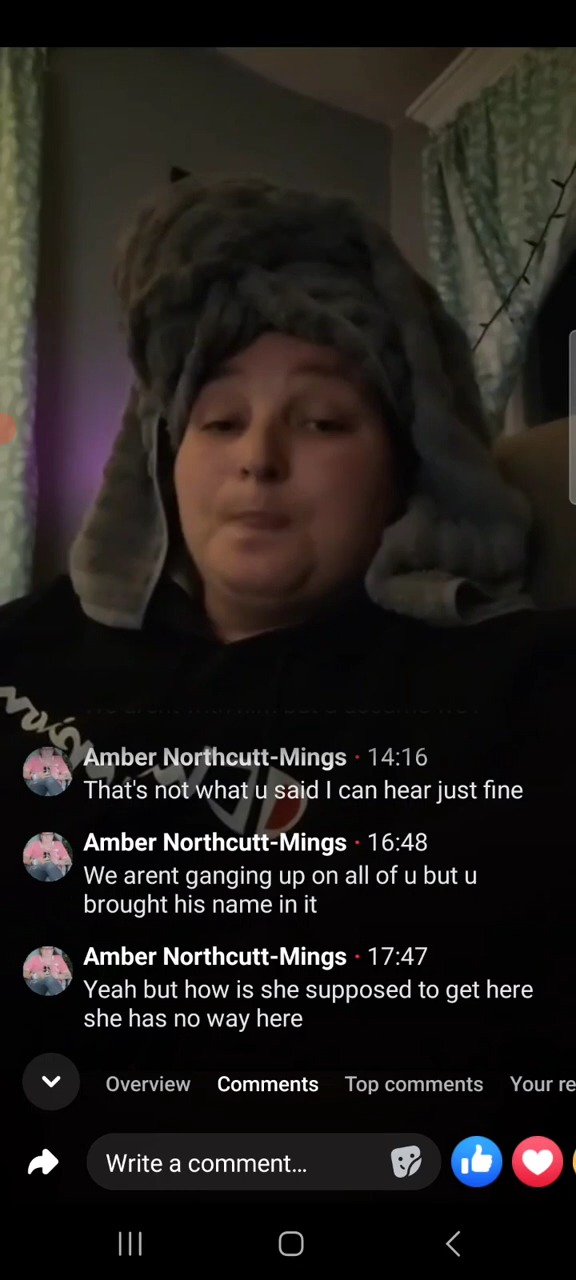 Amber Northcutt-Mings · 14:16
That's not what u said I can hear just fine
Amber Northcutt-Mings · 16:48
We arent ganging up on all of u but u
brought his name in it
Amber Northcutt-Mings · 17:47
Yeah but how is she supposed to get here
she has no way here
Overview Comments Top comments Your re
Write a comment...